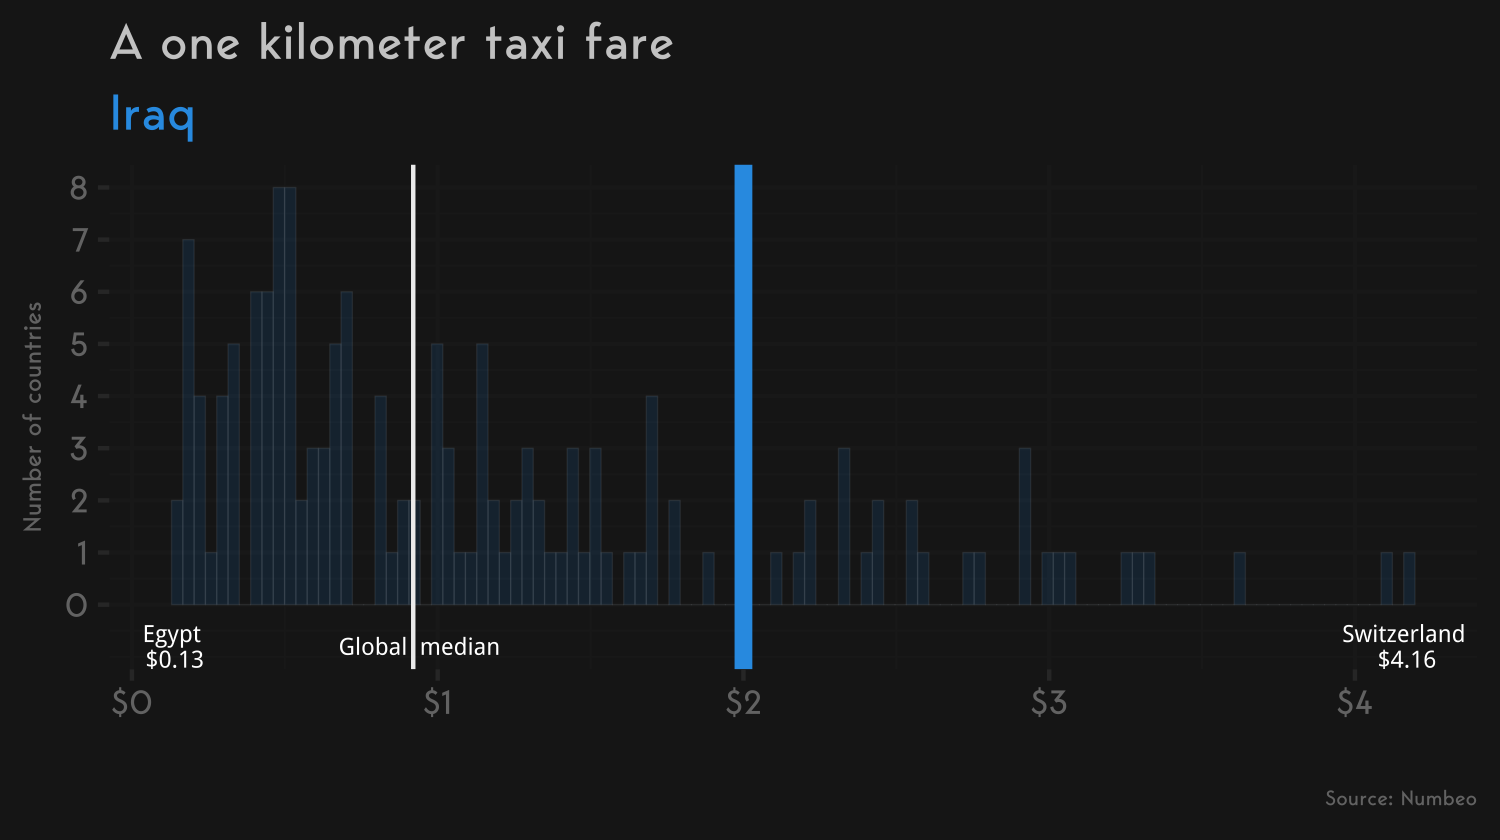 A one kilometer taxi fare
Iraq
Number of countries
8
7
6
5
4
3
2
1
0
Egypt
$0.13
Global median
Switzerland
$4.16
$0 $1 $2 $3 $4
Source: Numbeo